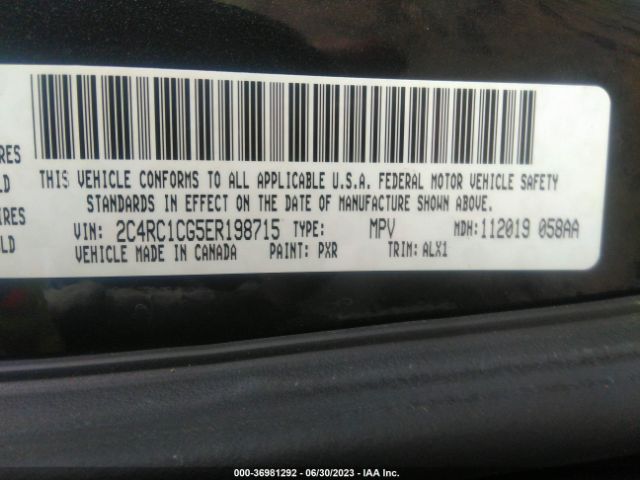 RES
LD
IRES
LD
THIS VEHICLE CONFORMS TO ALL APPLICABLE U.S.A. FEDERAL MOTOR VEHICLE SAFETY
STANDARDS IN EFFECT ON THE DATE OF MANUFACTURE SHOWN ABOVE.
VIN: 2C4RC1CG5ER198715 TYPE: MPV MDH:112019 058AA
VEHICLE MADE IN CANADA PAINT: PXR TRIM: ALX1
000-36981292 - 06/30/2023 - IAA Inc.